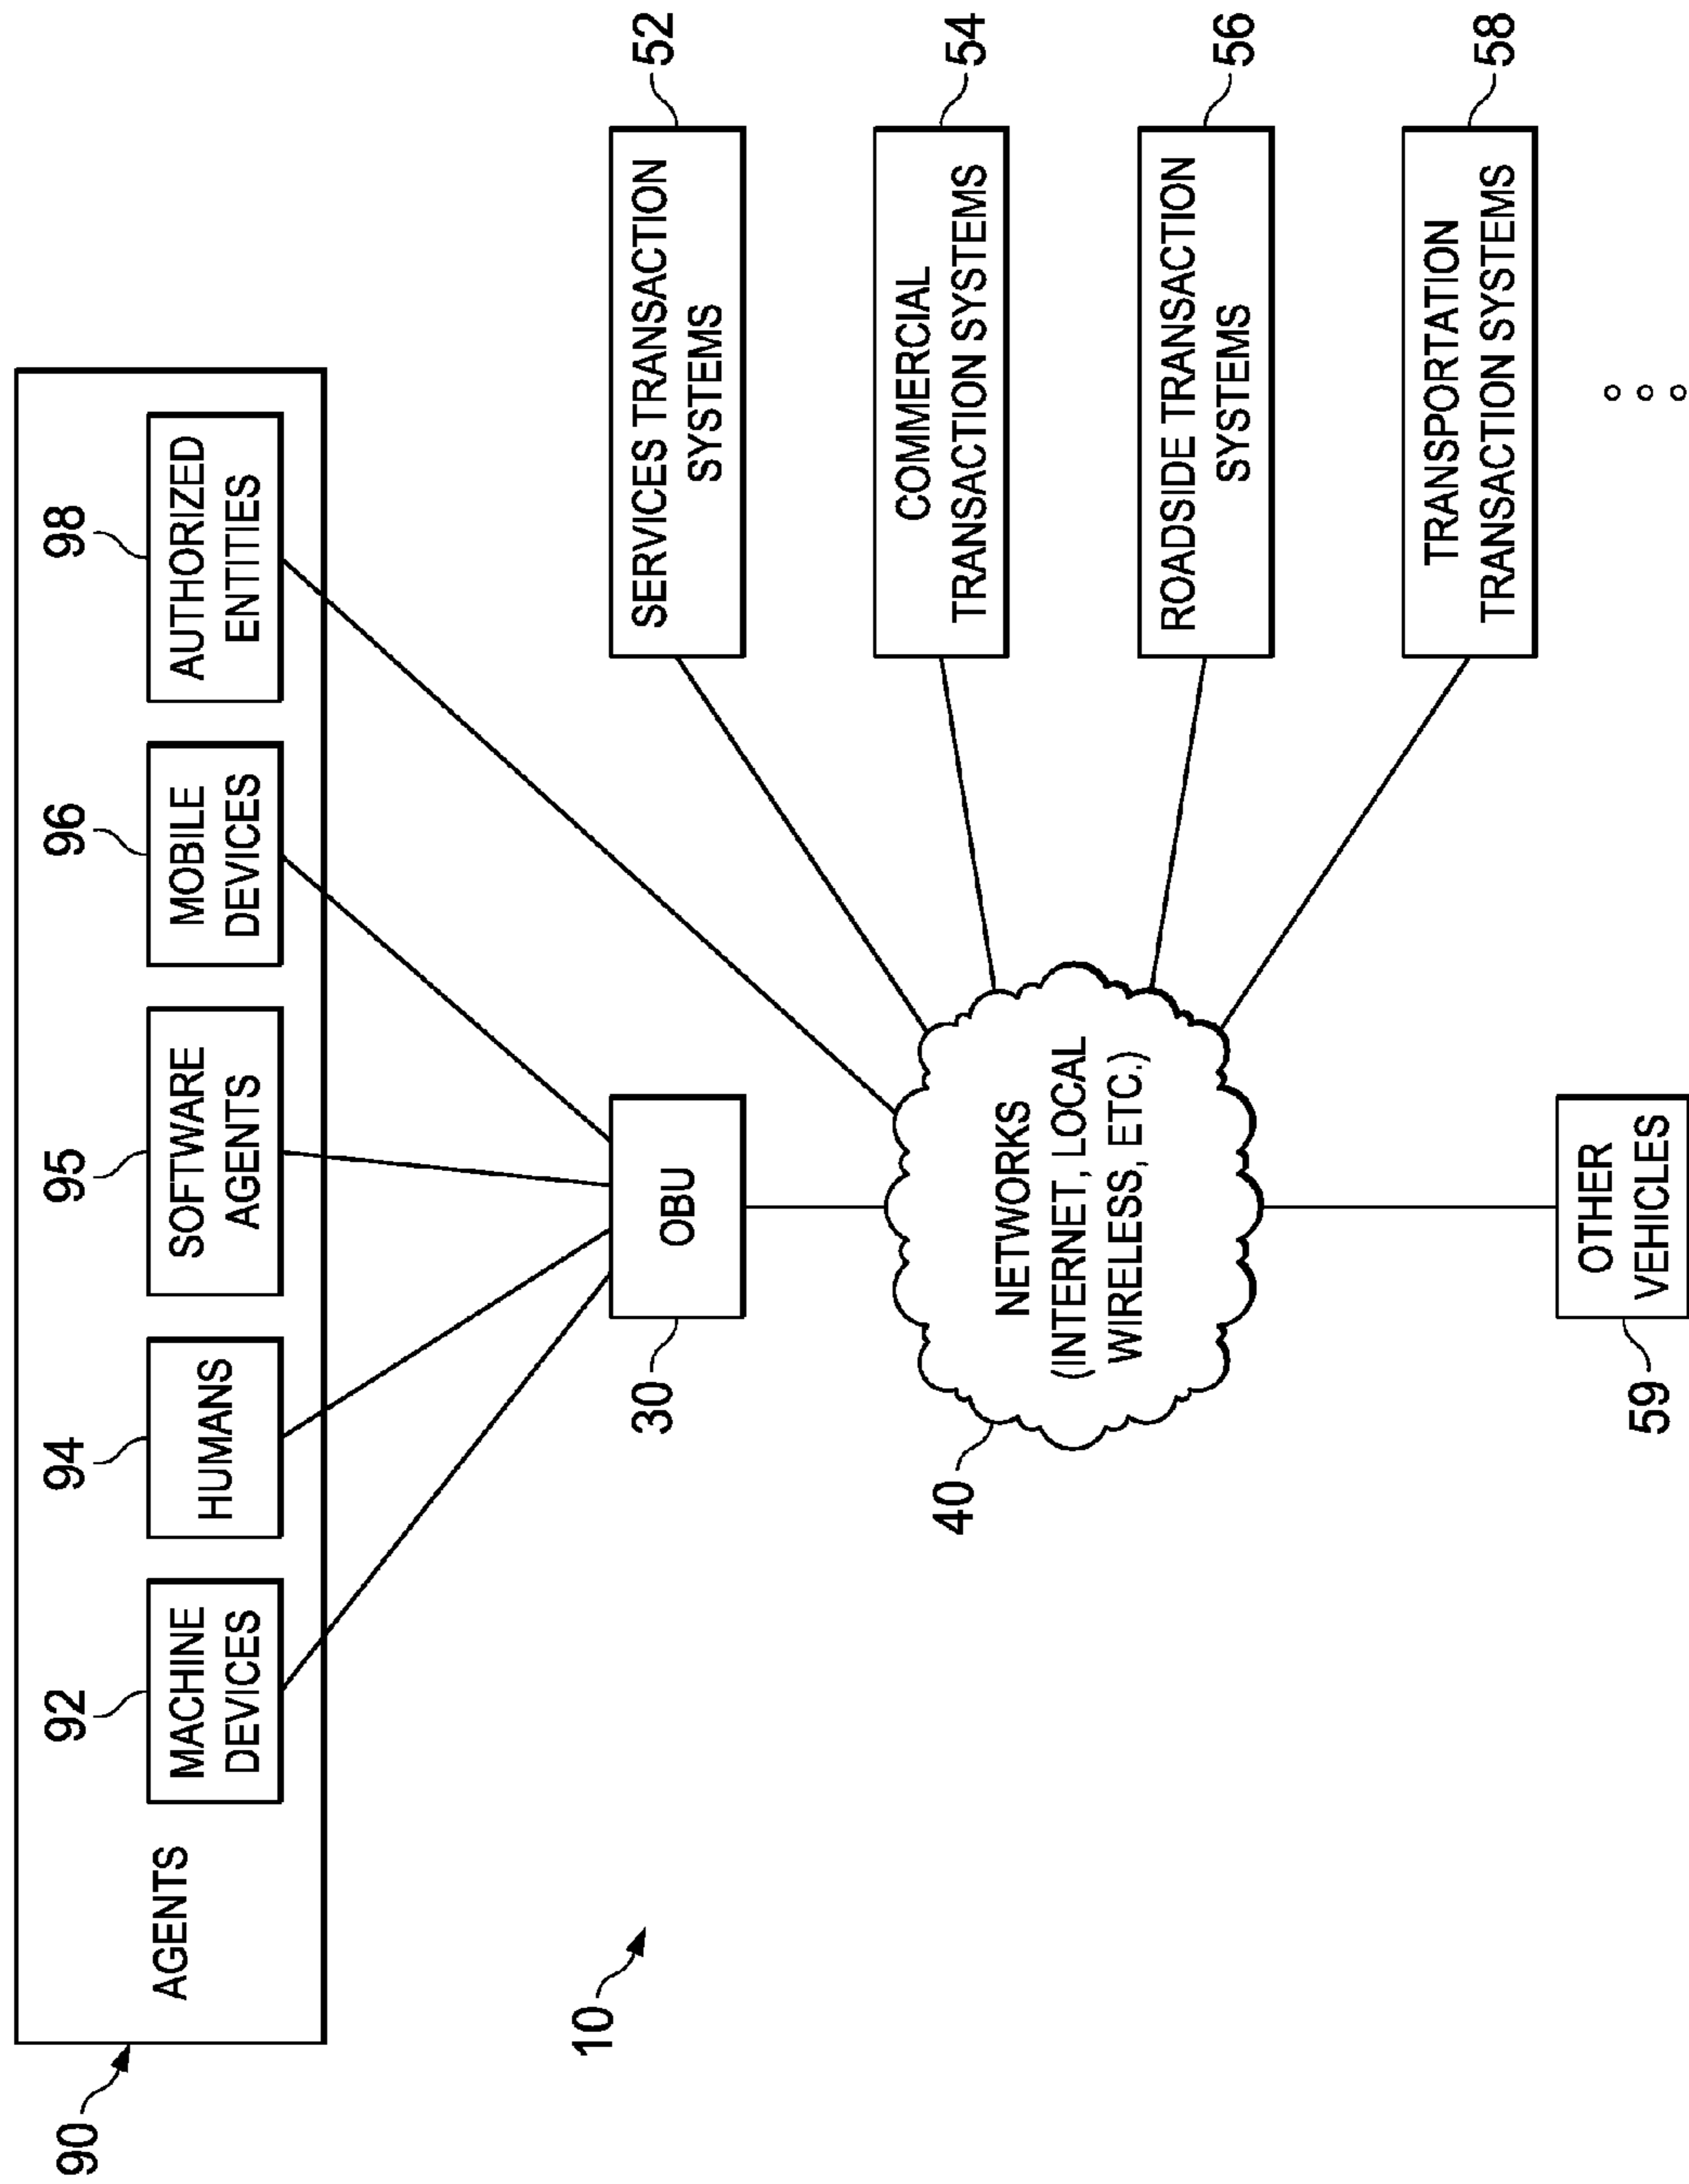 90
AGENTS
92
MACHINE
DEVICES
94
HUMANS
95
SOFTWARE
AGENTS
96
MOBILE
DEVICES
98
AUTHORIZED
ENTITIES
10
30
OBU
52
SERVICES TRANSACTION
SYSTEMS
54
COMMERCIAL
TRANSACTION SYSTEMS
56
ROADSIDE TRANSACTION
SYSTEMS
58
TRANSPORTATION
TRANSACTION SYSTEMS
40
NETWORKS
(INTERNET, LOCAL
WIRELESS, ETC.)
59
OTHER
VEHICLES